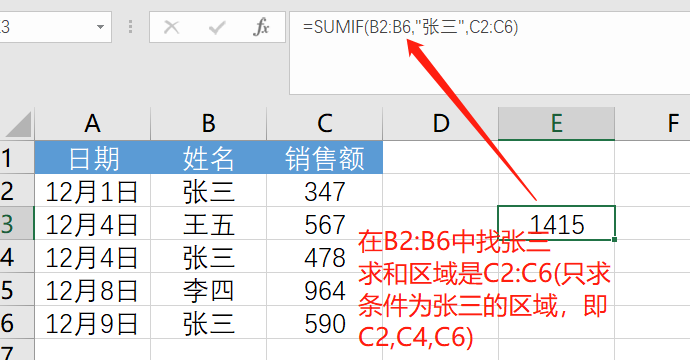 3
fx
=SUMIF(B2:B6,"张三",C2:C6)
A B C D E F
1 日期 姓名 销售额
2 12月1日 张三 347
3 12月4日 王五 567 1415
4 12月4日 张三 478
5 12月8日 李四 964
6 12月9日 张三 590
7
在B2:B6中找张三
求和区域是C2:C6(只求
条件为张三的区域，即
C2,C4,C6)